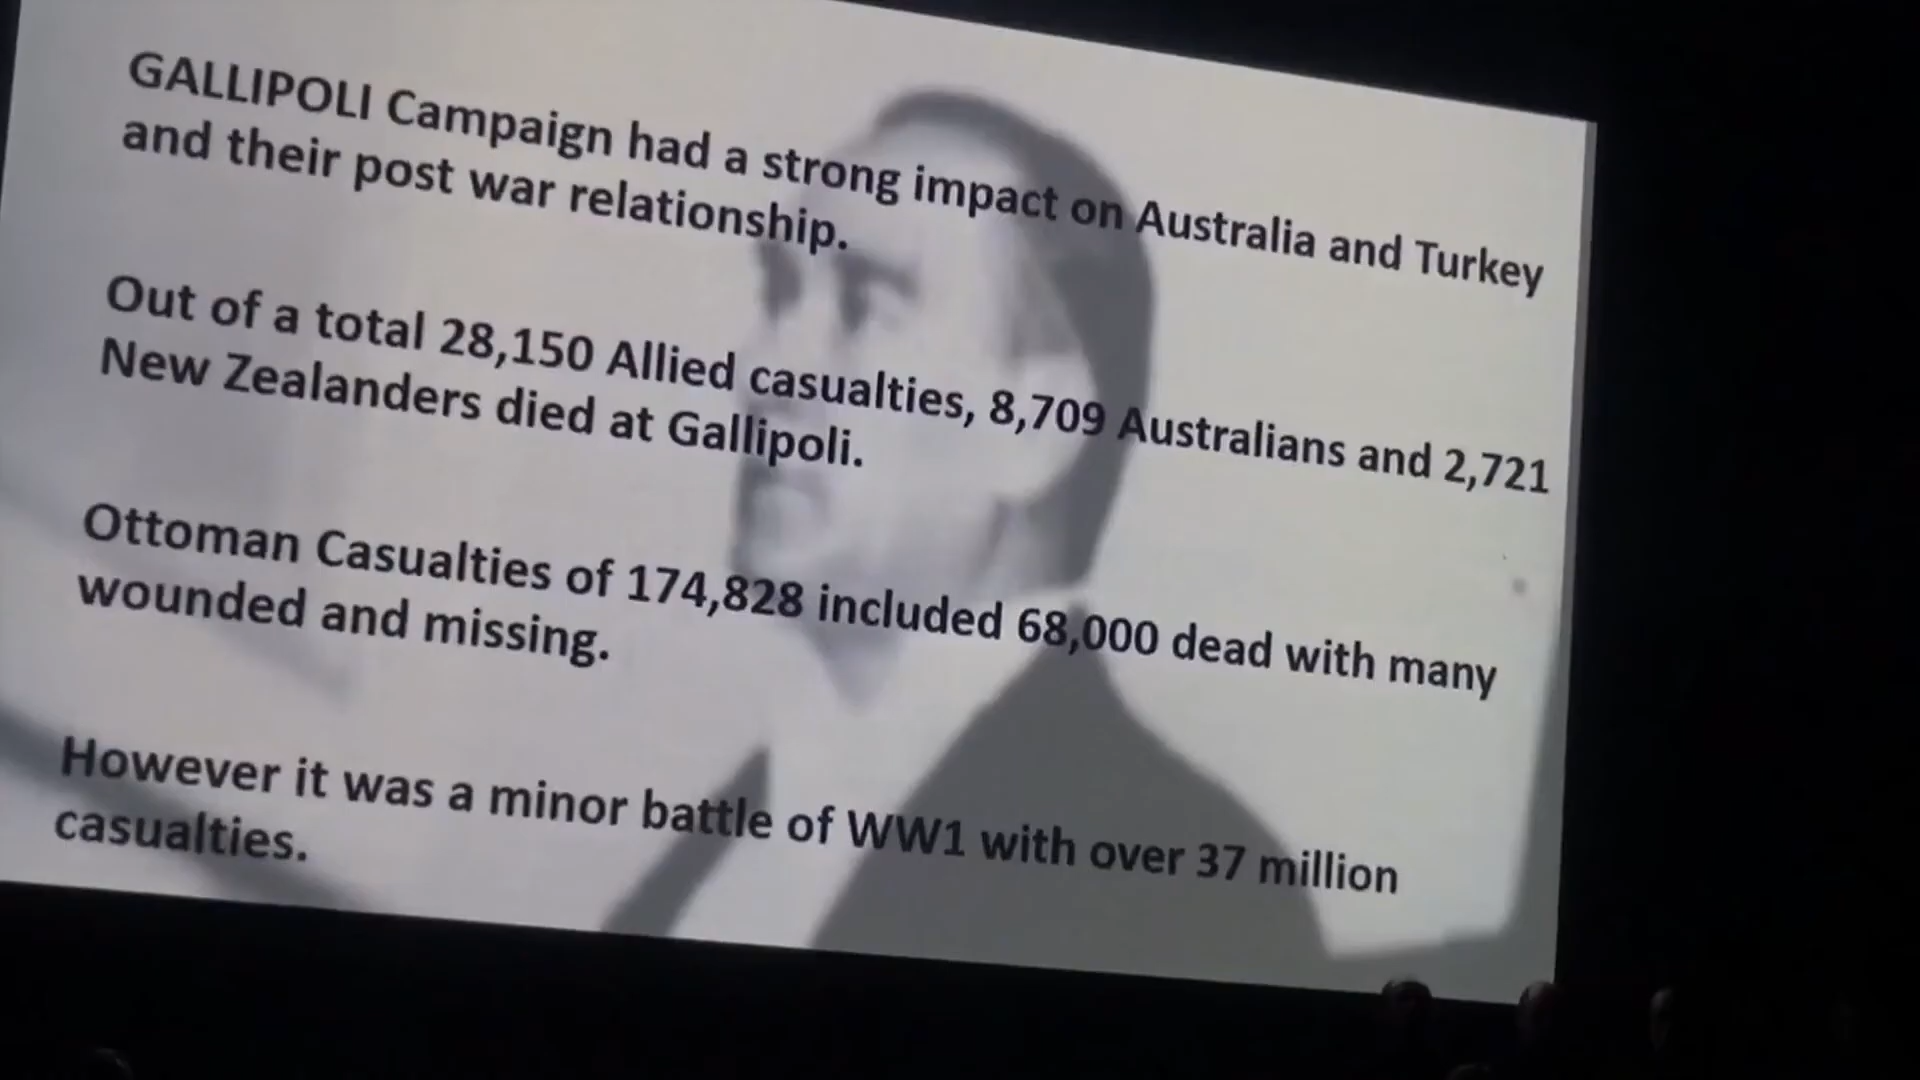 GALLIPOLI Campaign had a strong impact on Australia and Turkey
and their post war relationship.
Out of a total 28,150 Allied casualties, 8,709 Australians and 2,721
New Zealanders died at Gallipoli.
Ottoman Casualties of 174,828 included 68,000 dead with many
wounded and missing.
However it was a minor battle of WW1 with over 37 million
casualties.